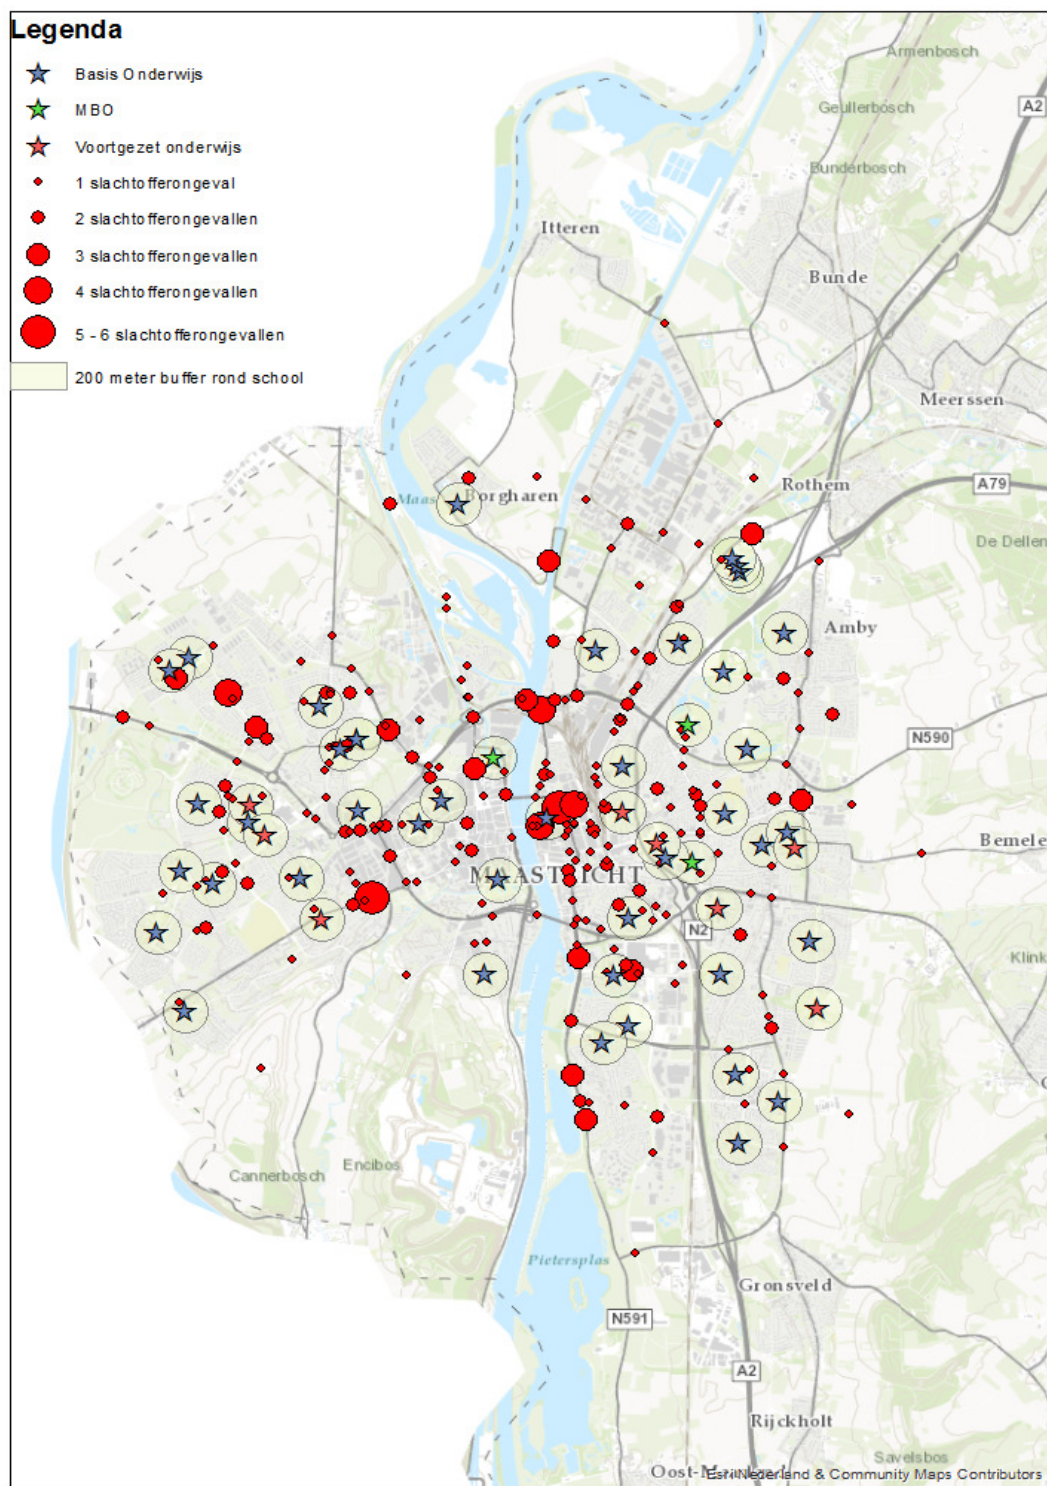 Legenda
Basis Onderwijs
MBO
Voortgezet onderwijs
1 slachtofferongeval
2 slachtofferongevallen
3 slachtofferongevallen
4 slachtofferongevallen
5 - 6 slachtofferongevallen
200 meter buffer rond school
Armenbosch
A2
Geullerbosch
Bunderbosch
Itteren
Bunde
Meerssen
Rothem
A79
Maas
Borgharen
De Dellen
Amby
N590
Bemele
MAASTRICHT
N2
Klink
Cannerbosch
Encibos
Pietersplas
Gronsveld
N591
A2
Rijckholt
Savelsbos
Esri Nederland & Community Maps Contributors